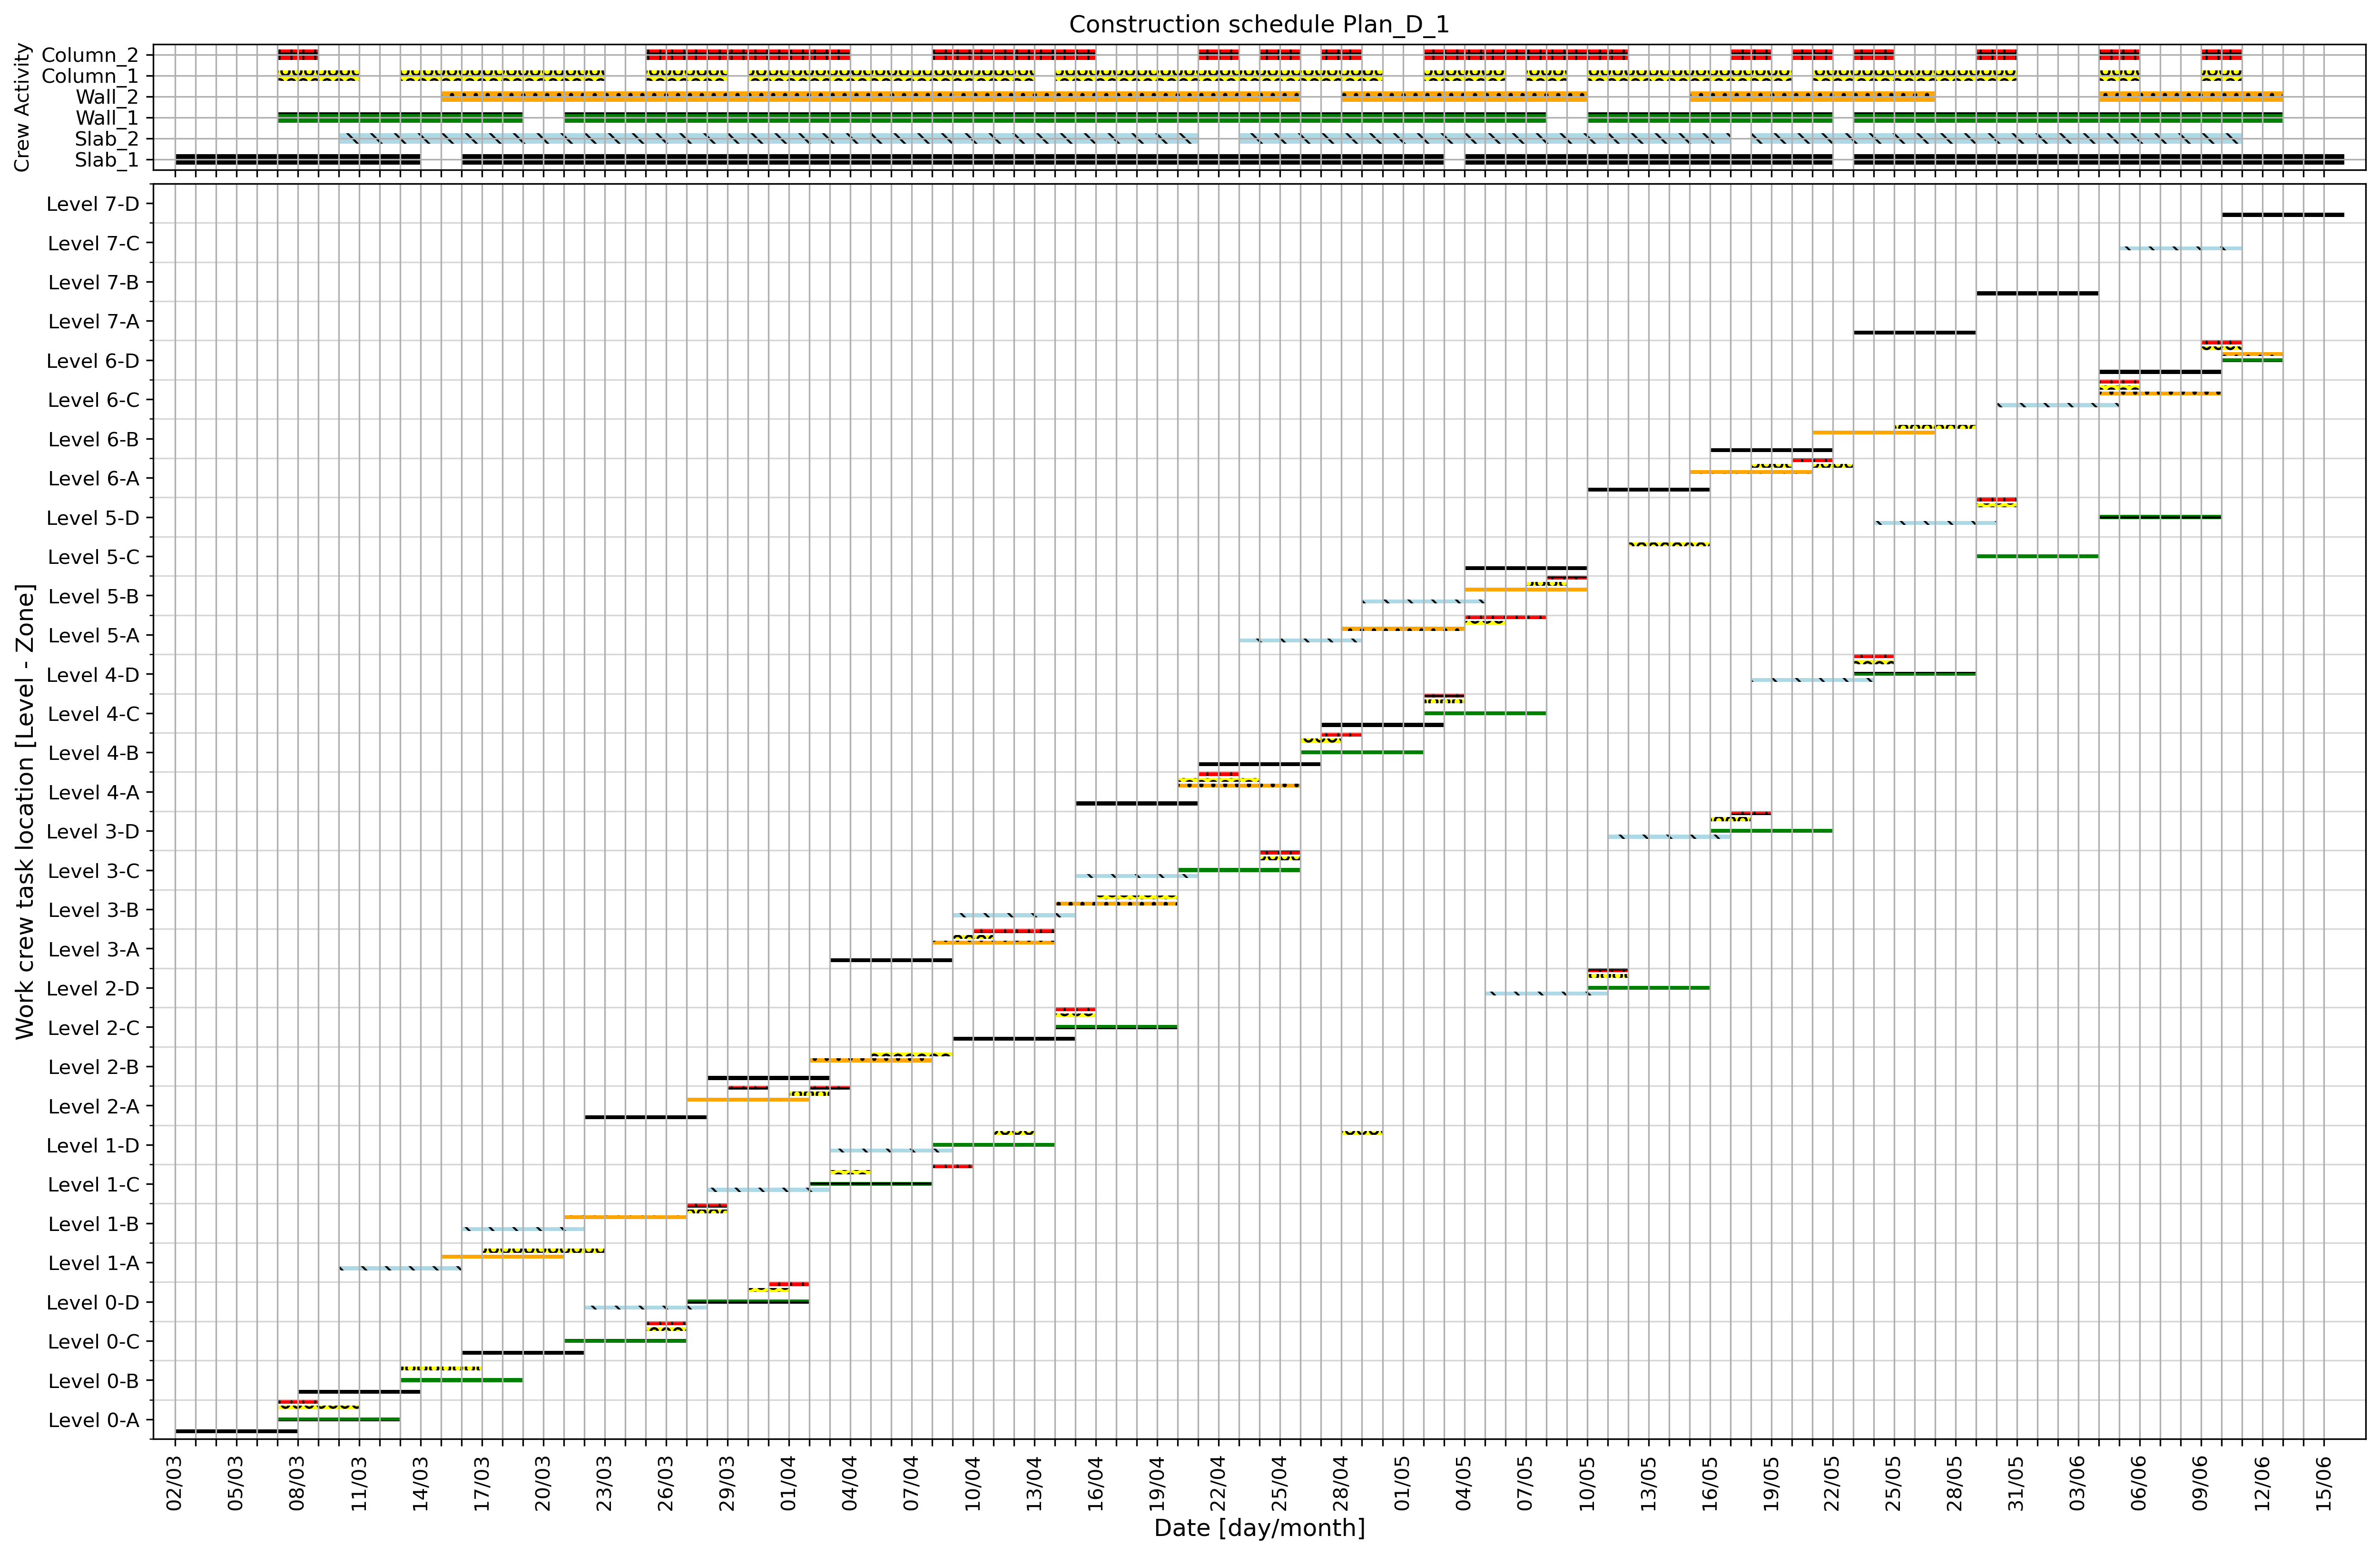 Construction schedule Plan_D_1
Crew Activity
Column_2
Column_1
Wall_2
Wall_1
Slab_2
Slab_1
Work crew task location [Level - Zone]
Level 7-D
Level 7-C
Level 7-B
Level 7-A
Level 6-D
Level 6-C
Level 6-B
Level 6-A
Level 5-D
Level 5-C
Level 5-B
Level 5-A
Level 4-D
Level 4-C
Level 4-B
Level 4-A
Level 3-D
Level 3-C
Level 3-B
Level 3-A
Level 2-D
Level 2-C
Level 2-B
Level 2-A
Level 1-D
Level 1-C
Level 1-B
Level 1-A
Level 0-D
Level 0-C
Level 0-B
Level 0-A
02/03
05/03
08/03
11/03
14/03
17/03
20/03
23/03
26/03
29/03
01/04
04/04
07/04
10/04
13/04
16/04
19/04
22/04
25/04
28/04
01/05
04/05
07/05
10/05
13/05
16/05
19/05
22/05
25/05
28/05
31/05
03/06
06/06
09/06
12/06
15/06
Date [day/month]